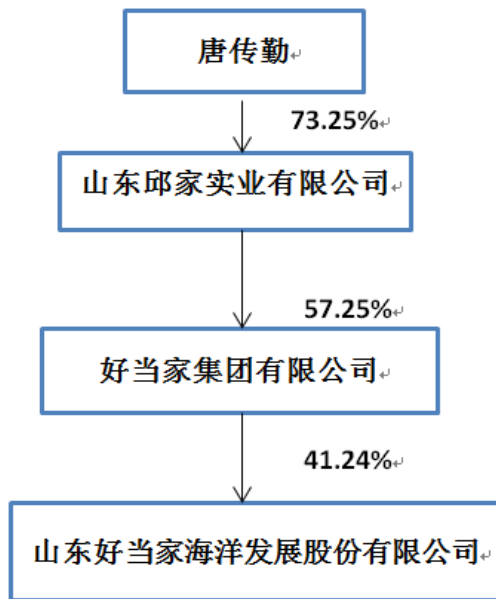 唐传勤
73.25%
山东邱家实业有限公司
57.25%
好当家集团有限公司
41.24%
山东好当家海洋发展股份有限公司